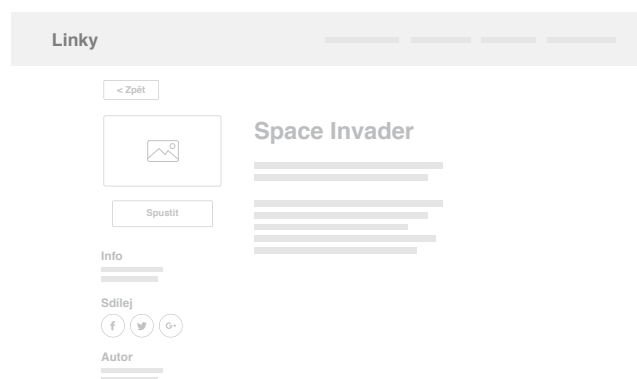 Linky
< Zpět
Space Invader
Spustit
Info
Sdílej
f
G+
Autor